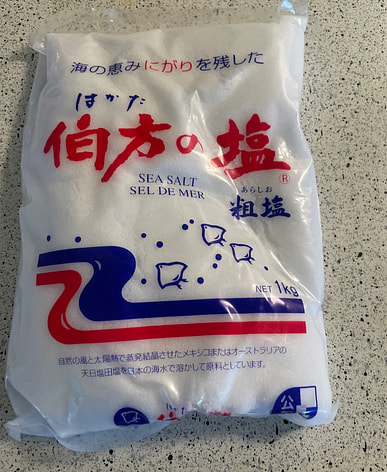 海の恵みにがりを残した
はかた
伯方の塩
®
SEA SALT
SEL DE MER
あらしお
粗塩
NET 1kg
自然の風と太陽熱で蒸発結晶させたメキシコまたはオーストラリアの
天日塩田塩を日本の海水で溶かして原料としています。
公